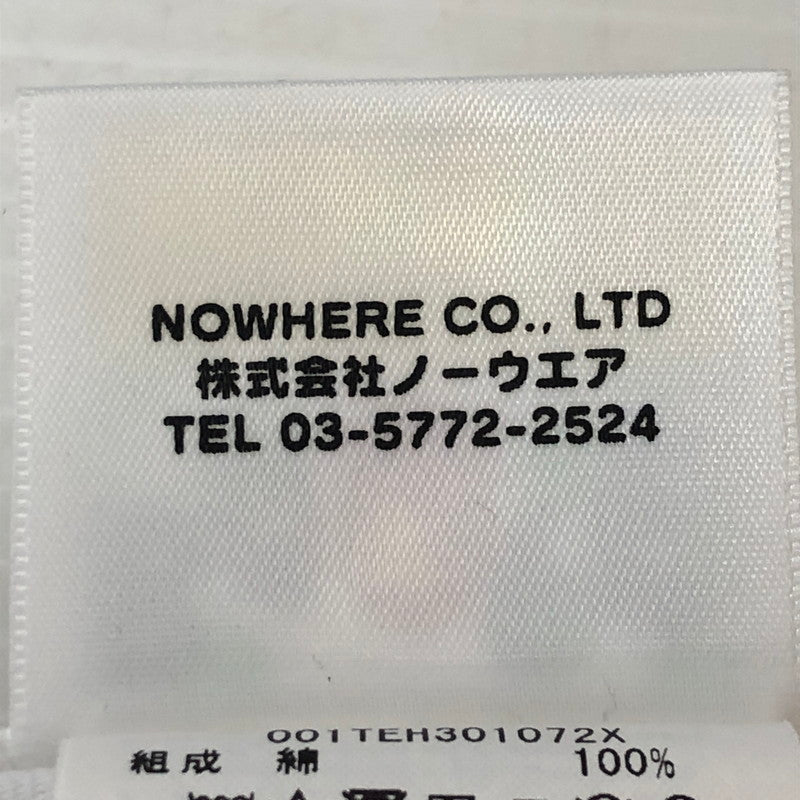 NOWHERE CO., LTD
株式会社ノーウエア
TEL 03-5772-2524
001TEH301072X
組成 綿 100%